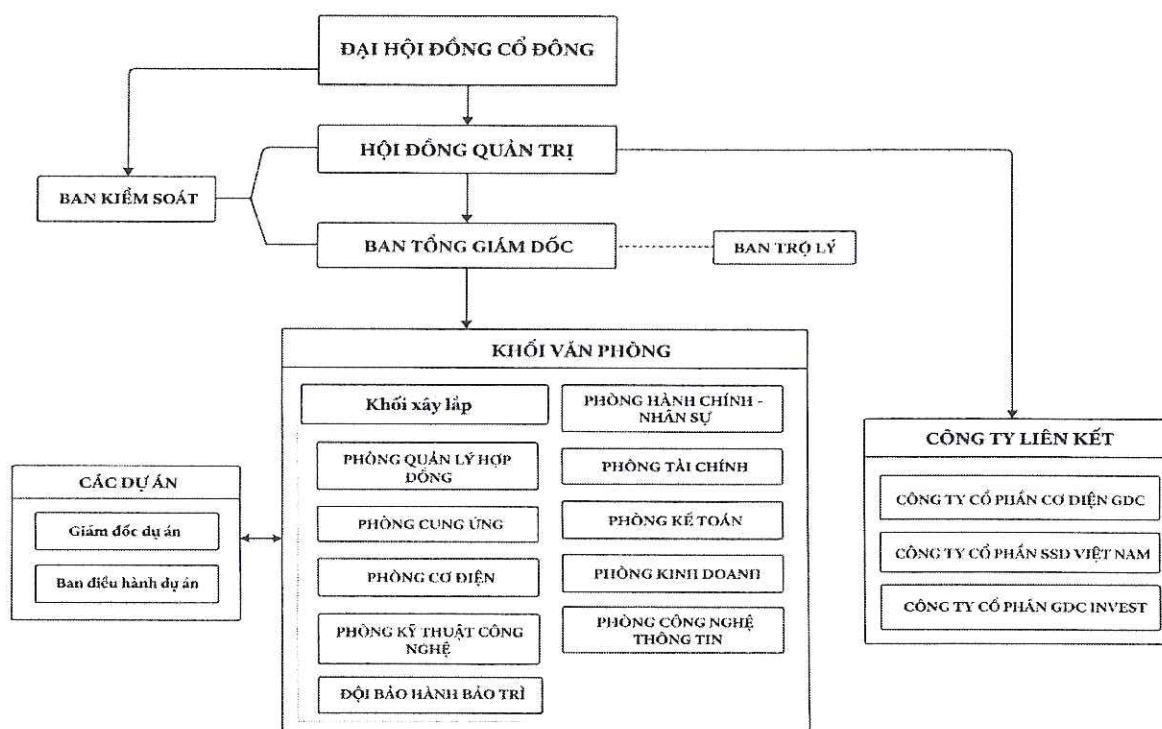 ĐẠI HỘI ĐỒNG CỔ ĐÔNG
HỘI ĐỒNG QUẢN TRỊ
BAN KIỂM SOÁT
BAN TỔNG GIÁM DỐC
BAN TRỢ LÝ
KHỐI VĂN PHÒNG
Khối xây lắp
PHÒNG HÀNH CHÍNH -
NHÂN SỰ
PHÒNG QUẢN LÝ HỢP
ĐỒNG
PHÒNG TÀI CHÍNH
PHÒNG CUNG ỨNG
PHÒNG KẾ TOÁN
PHÒNG CƠ ĐIỆN
PHÒNG KINH DOANH
PHÒNG KỸ THUẬT CÔNG
NGHỆ
PHÒNG CÔNG NGHỆ
THÔNG TIN
ĐỘI BẢO HÀNH BẢO TRÌ
CÁC DỰ ÁN
Giám đốc dự án
Ban điều hành dự án
CÔNG TY LIÊN KẾT
CÔNG TY CỔ PHẦN CƠ ĐIỆN GDC
CÔNG TY CỔ PHẦN SSD VIỆT NAM
CÔNG TY CỔ PHẦN GDC INVEST